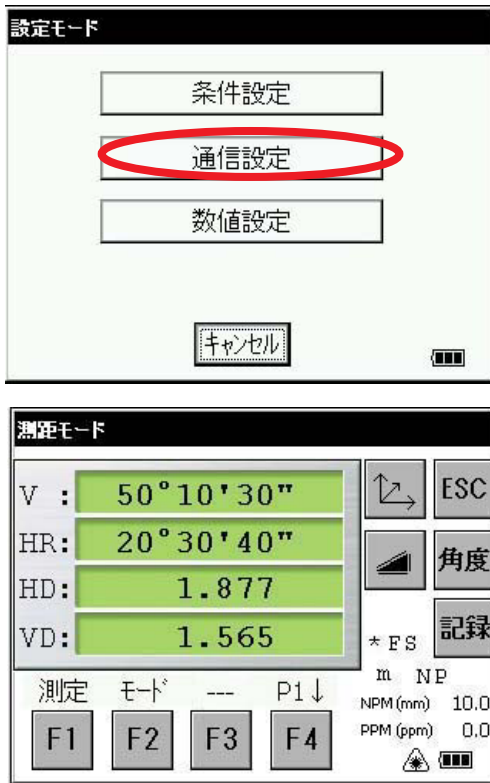 設定モード
条件設定
通信設定
数値設定
キャンセル
測距モード
V : 50°10'30"
ESC
HR: 20°30'40"
角度
HD: 1.877
VD: 1.565
記録
*FS
m NP
測定 モード --- P1↓
NPM(mm) 10.0
F1 F2 F3 F4
PPM(ppm) 0.0